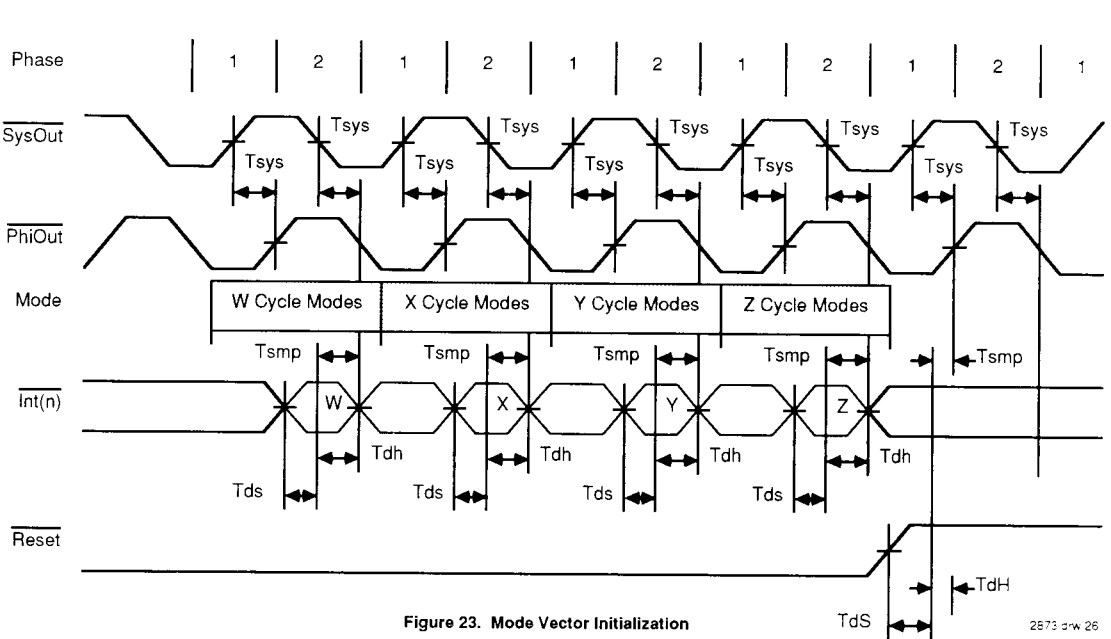 Phase 1 2 1 2 1 2 1 2 1 2 1
SysOut Tsys Tsys Tsys Tsys Tsys
Tsys Tsys Tsys Tsys Tsys
PhiOut
Mode W Cycle Modes X Cycle Modes Y Cycle Modes Z Cycle Modes
Tsmp Tsmp Tsmp Tsmp Tsmp
Int(n) W X Y Z
Tdh Tdh Tdh Tdh
Tds Tds Tds Tds
Reset
TdH
TdS
Figure 23. Mode Vector Initialization
2873 drw 26